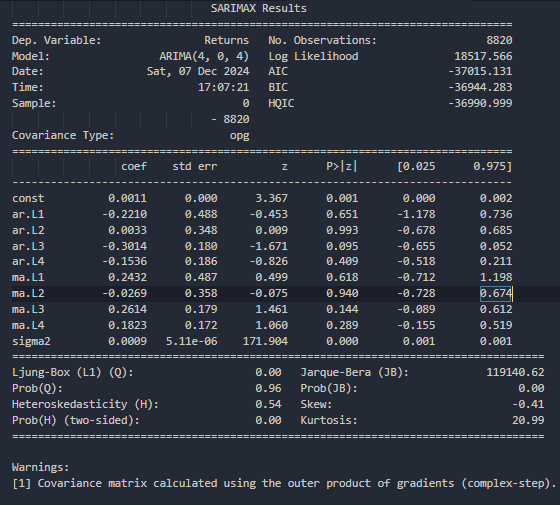 SARIMAX Results
==============================================================================
Dep. Variable:                Returns   No. Observations:                 8820
Model:                 ARIMA(4, 0, 4)   Log Likelihood               18517.566
Date:                Sat, 07 Dec 2024   AIC                         -37015.131
Time:                        17:07:21   BIC                         -36944.283
Sample:                             0   HQIC                        -36990.999
- 8820
Covariance Type:                  opg
==============================================================================
coef    std err          z      P>|z|      [0.025      0.975]
------------------------------------------------------------------------------
const          0.0011      0.000      3.367      0.001       0.000       0.002
ar.L1         -0.2210      0.488     -0.453      0.651      -1.178       0.736
ar.L2          0.0033      0.348      0.009      0.993      -0.678       0.685
ar.L3         -0.3014      0.180     -1.671      0.095      -0.655       0.052
ar.L4         -0.1536      0.186     -0.826      0.409      -0.518       0.211
ma.L1          0.2432      0.487      0.499      0.618      -0.712       1.198
ma.L2         -0.0269      0.358     -0.075      0.940      -0.728       0.674
ma.L3          0.2614      0.179      1.461      0.144      -0.089       0.612
ma.L4          0.1823      0.172      1.060      0.289      -0.155       0.519
sigma2         0.0009   5.11e-06    171.904      0.000       0.001       0.001
===================================================================================
Ljung-Box (L1) (Q):                   0.00   Jarque-Bera (JB):            119140.62
Prob(Q):                              0.96   Prob(JB):                         0.00
Heteroskedasticity (H):               0.54   Skew:                            -0.41
Prob(H) (two-sided):                  0.00   Kurtosis:                        20.99
===================================================================================
Warnings:
[1] Covariance matrix calculated using the outer product of gradients (complex-step).